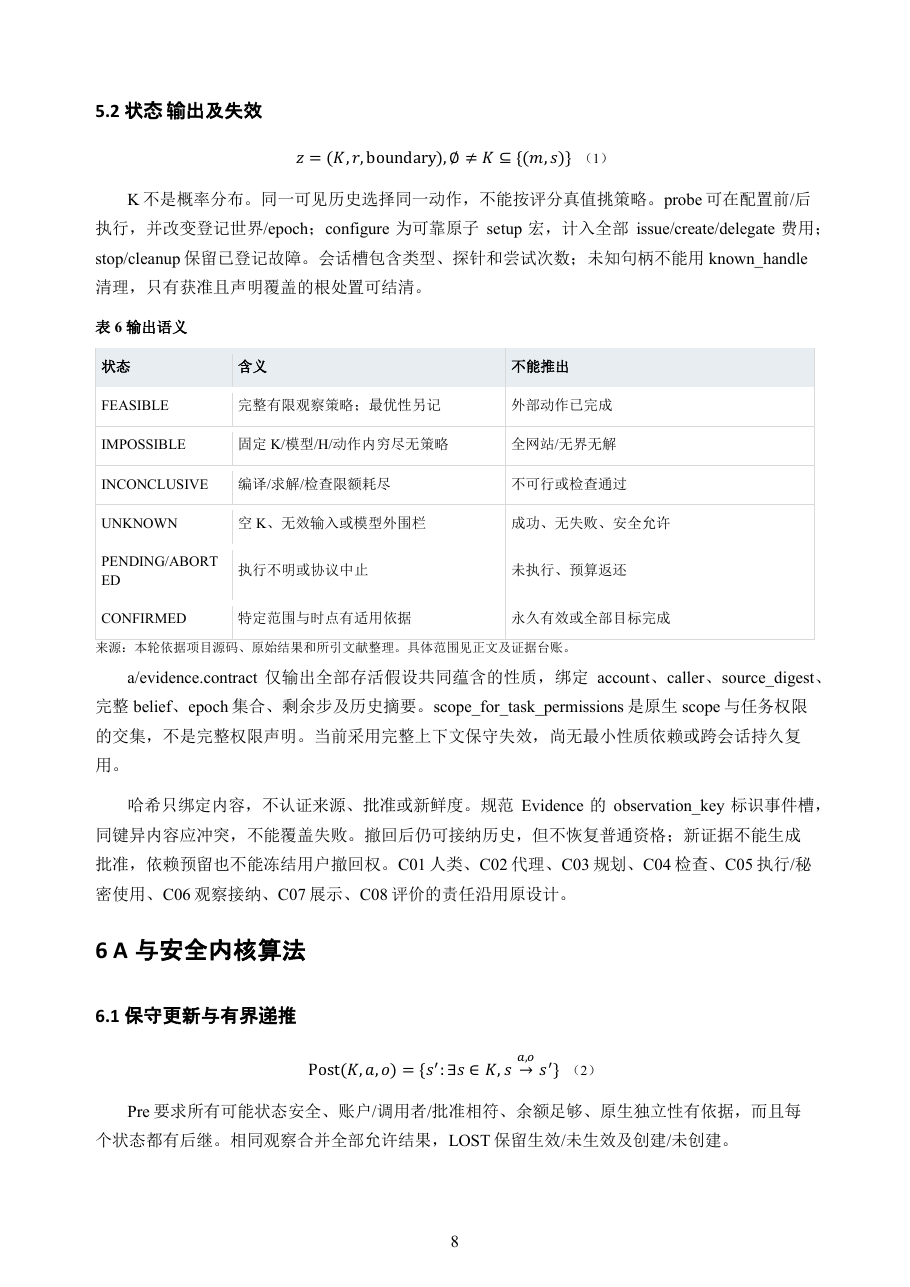 5.2 状态 输出及失效
z = (K, r, boundary), ∅ ≠ K ⊆ {(m, s)} （1）
K 不是概率分布。同一可见历史选择同一动作，不能按评分真值挑策略。probe 可在配置前/后
执行，并改变登记世界/epoch；configure 为可靠原子 setup 宏，计入全部 issue/create/delegate 费用；
stop/cleanup 保留已登记故障。会话槽包含类型、探针和尝试次数；未知句柄不能用 known_handle
清理，只有获准且声明覆盖的根处置可结清。
表 6 输出语义
状态 含义 不能推出
FEASIBLE 完整有限观察策略；最优性另记 外部动作已完成
IMPOSSIBLE 固定 K/模型/H/动作内穷尽无策略 全网站/无界无解
INCONCLUSIVE 编译/求解/检查限额耗尽 不可行或检查通过
UNKNOWN 空 K、无效输入或模型外围栏 成功、无失败、安全允许
PENDING/ABORT
ED 执行不明或协议中止 未执行、预算返还
CONFIRMED 特定范围与时点有适用依据 永久有效或全部目标完成
来源：本轮依据项目源码、原始结果和所引文献整理。具体范围见正文及证据台账。
a/evidence.contract 仅输出全部存活假设共同蕴含的性质，绑定 account、caller、source_digest、
完整 belief、epoch 集合、剩余步及历史摘要。scope_for_task_permissions 是原生 scope 与任务权限
的交集，不是完整权限声明。当前采用完整上下文保守失效，尚无最小性质依赖或跨会话持久复
用。
哈希只绑定内容，不认证来源、批准或新鲜度。规范 Evidence 的 observation_key 标识事件槽，
同键异内容应冲突，不能覆盖失败。撤回后仍可接纳历史，但不恢复普通资格；新证据不能生成
批准，依赖预留也不能冻结用户撤回权。C01 人类、C02 代理、C03 规划、C04 检查、C05 执行/秘
密使用、C06 观察接纳、C07 展示、C08 评价的责任沿用原设计。
6 A 与安全内核算法
6.1 保守更新与有界递推
Post(K, a, o) = {s′: ∃s ∈ K, s →^{a,o} s′} （2）
Pre 要求所有可能状态安全、账户/调用者/批准相符、余额足够、原生独立性有依据，而且每
个状态都有后继。相同观察合并全部允许结果，LOST 保留生效/未生效及创建/未创建。
8